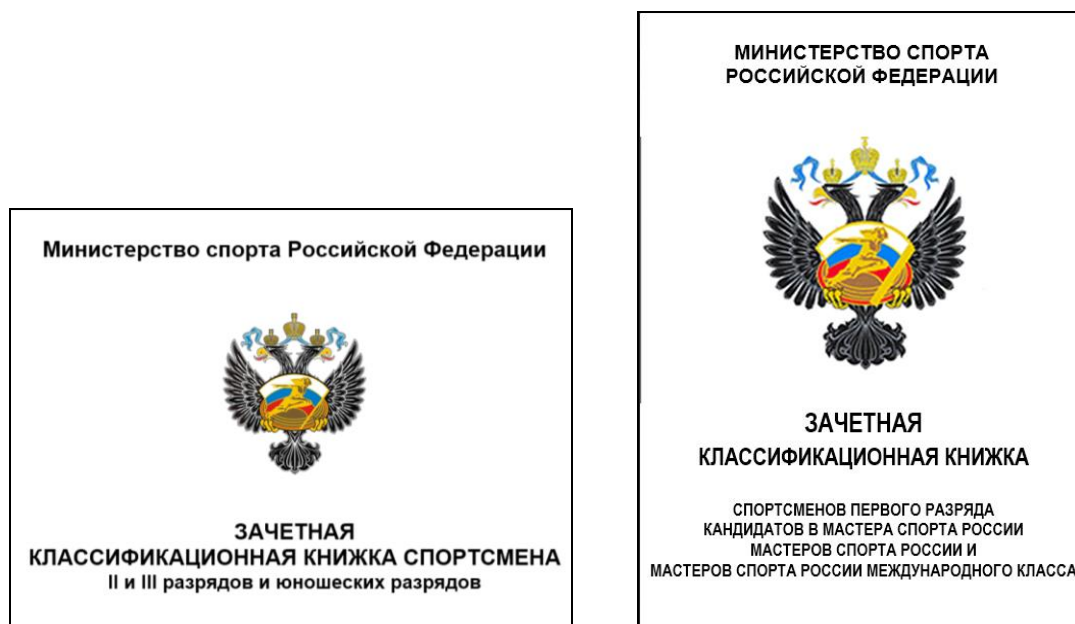 Министерство спорта Российской Федерации
ЗАЧЕТНАЯ
КЛАССИФИКАЦИОННАЯ КНИЖКА СПОРТСМЕНА
II и III разрядов и юношеских разрядов
МИНИСТЕРСТВО СПОРТА
РОССИЙСКОЙ ФЕДЕРАЦИИ
ЗАЧЕТНАЯ
КЛАССИФИКАЦИОННАЯ КНИЖКА
СПОРТСМЕНОВ ПЕРВОГО РАЗРЯДА
КАНДИДАТОВ В МАСТЕРА СПОРТА РОССИИ
МАСТЕРОВ СПОРТА РОССИИ И
МАСТЕРОВ СПОРТА РОССИИ МЕЖДУНАРОДНОГО КЛАССА